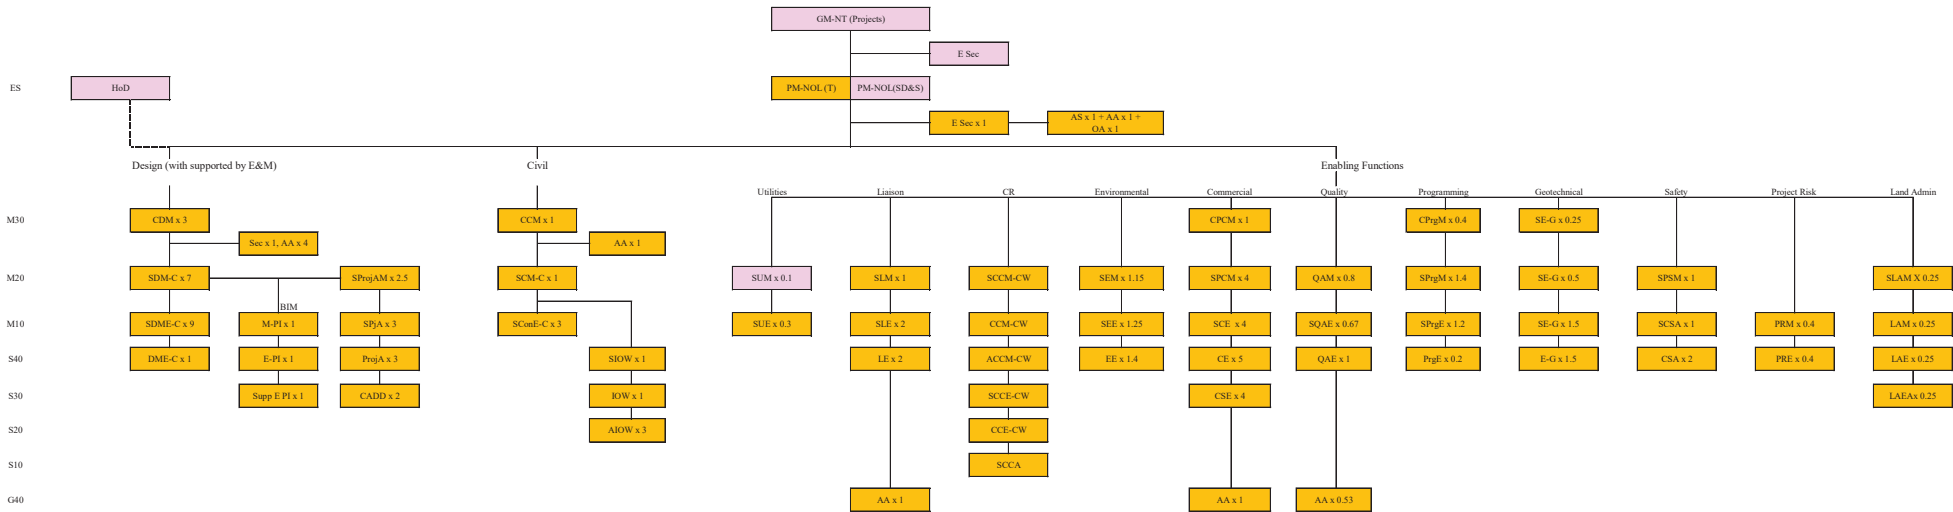 GM-NT (Projects)
E Sec
ES
HoD
PM-NOL (T)
PM-NOL(SD&S)
E Sec x 1
AS x 1 + AA x 1 +
OA x 1
Design (with supported by E&M)
Civil
Enabling Functions
Utilities
Liaison
CR
Environmental
Commercial
Quality
Programming
Geotechnical
Safety
Project Risk
Land Admin
M30
CDM x 3
CCM x 1
CPCM x 1
CPrgM x 0.4
SE-G x 0.25
Sec x 1, AA x 4
AA x 1
M20
SDM-C x 7
SProjAM x 2.5
SCM-C x 1
SUM x 0.1
SLM x 1
SCCM-CW
SEM x 1.15
SPCM x 4
QAM x 0.8
SPrgM x 1.4
SE-G x 0.5
SPSM x 1
SLAM X 0.25
BIM
M10
SDME-C x 9
M-PI x 1
SPjA x 3
SConE-C x 3
SUE x 0.3
SLE x 2
CCM-CW
SEE x 1.25
SCE  x 4
SQAE x 0.67
SPrgE x 1.2
SE-G x 1.5
SCSA x 1
PRM x 0.4
LAM x 0.25
S40
DME-C x 1
E-PI x 1
ProjA x 3
SIOW x 1
LE x 2
ACCM-CW
EE x 1.4
CE x 5
QAE x 1
PrgE x 0.2
E-G x 1.5
CSA x 2
PRE x 0.4
LAE x 0.25
S30
Supp E PI x 1
CADD x 2
IOW x 1
SCCE-CW
CSE x 4
LAEAx 0.25
S20
AIOW x 3
CCE-CW
S10
SCCA
G40
AA x 1
AA x 1
AA x 0.53